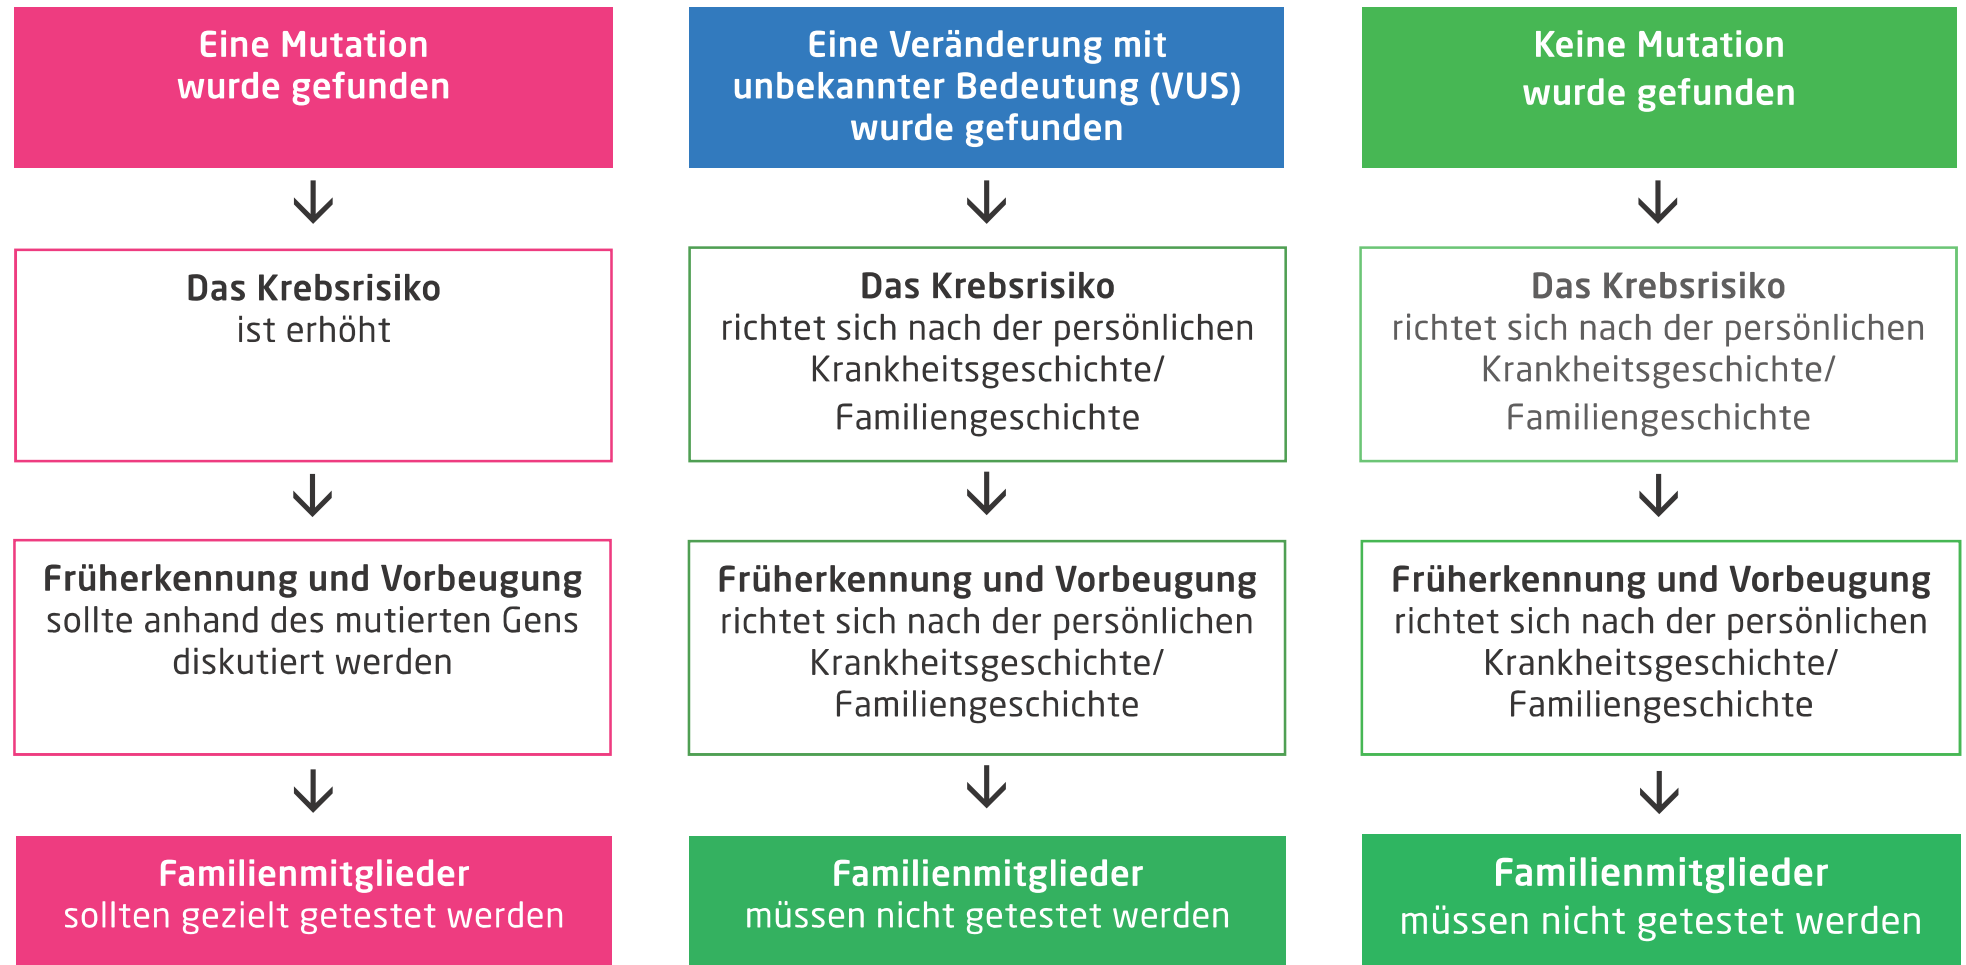 Eine Mutation
wurde gefunden
Das Krebsrisiko
ist erhöht
Früherkennung und Vorbeugung
sollte anhand des mutierten Gens
diskutiert werden
Familienmitglieder
sollten gezielt getestet werden
Eine Veränderung mit
unbekannter Bedeutung (VUS)
wurde gefunden
Das Krebsrisiko
richtet sich nach der persönlichen
Krankheitsgeschichte/
Familiengeschichte
Früherkennung und Vorbeugung
richtet sich nach der persönlichen
Krankheitsgeschichte/
Familiengeschichte
Familienmitglieder
müssen nicht getestet werden
Keine Mutation
wurde gefunden
Das Krebsrisiko
richtet sich nach der persönlichen
Krankheitsgeschichte/
Familiengeschichte
Früherkennung und Vorbeugung
richtet sich nach der persönlichen
Krankheitsgeschichte/
Familiengeschichte
Familienmitglieder
müssen nicht getestet werden